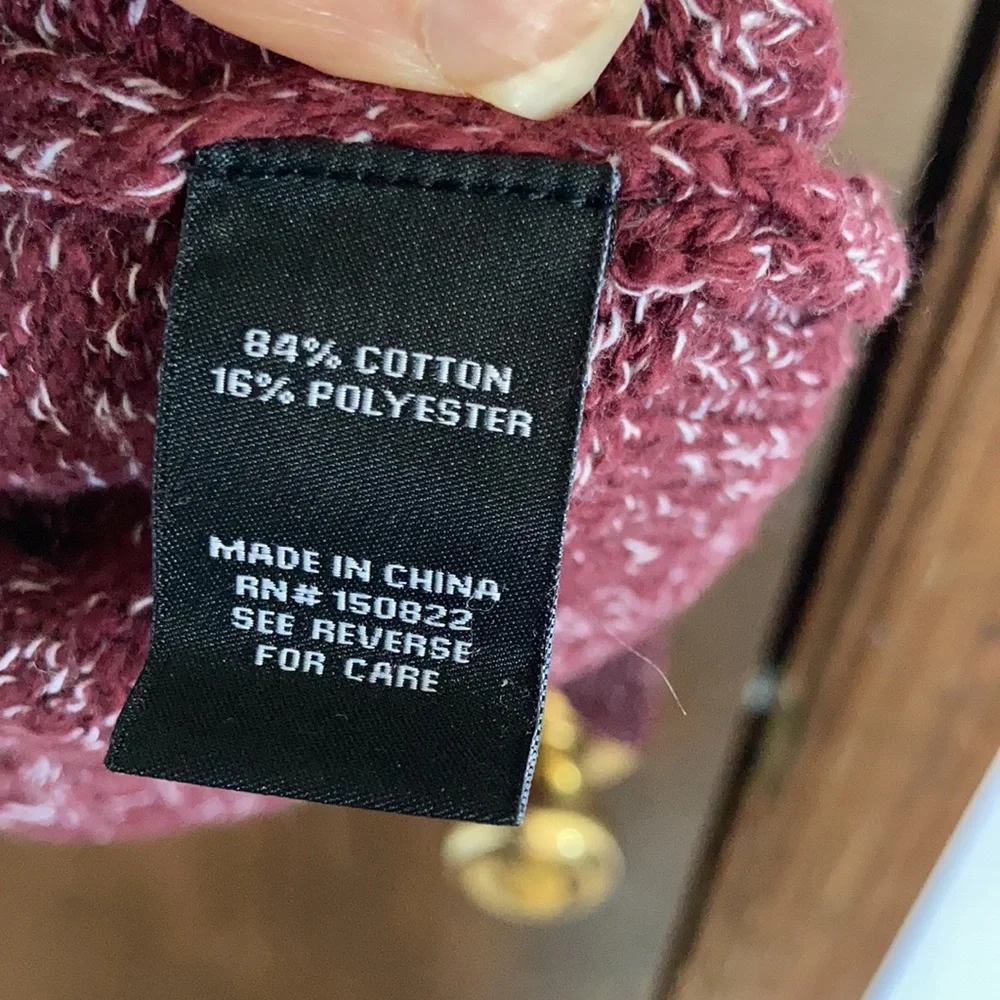 84% COTTON
16% POLYESTER
MADE IN CHINA
RN# 150822
SEE REVERSE
FOR CARE